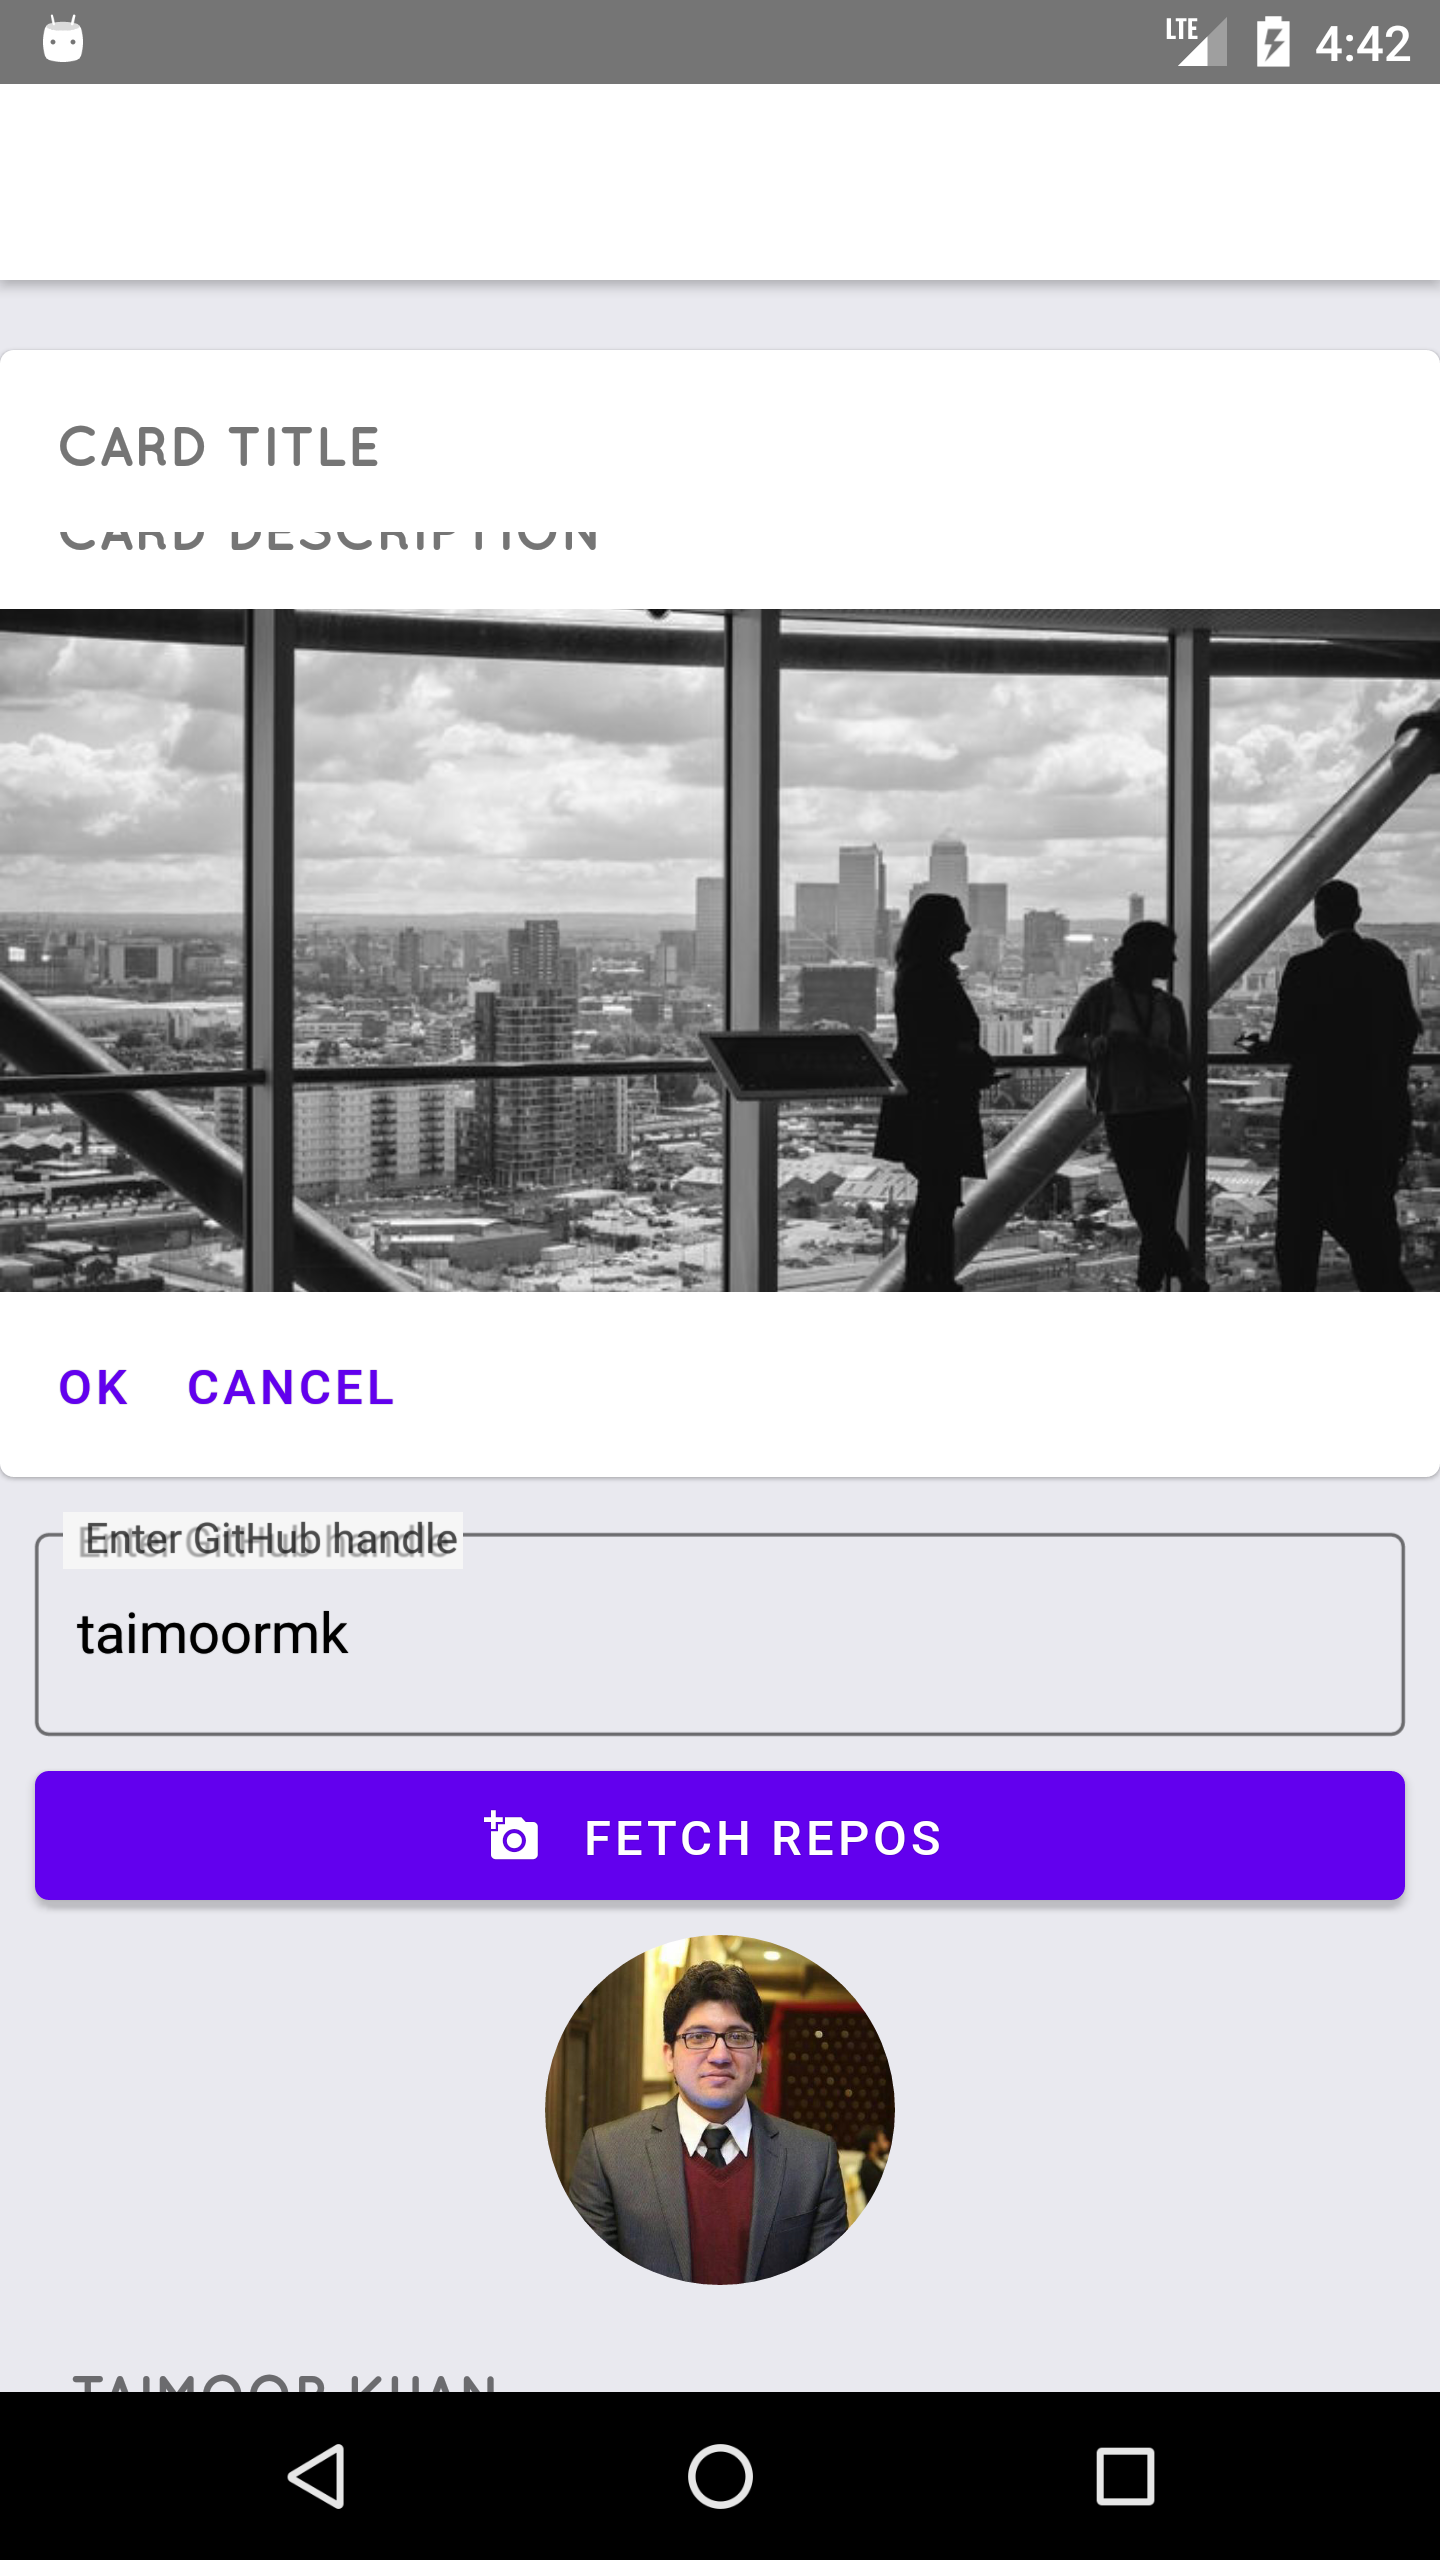 LTE 4:42
CARD TITLE
CARD DESCRIPTION
OK CANCEL
Enter GitHub handle
taimoormk
FETCH REPOS
TAIMOOR KHAN